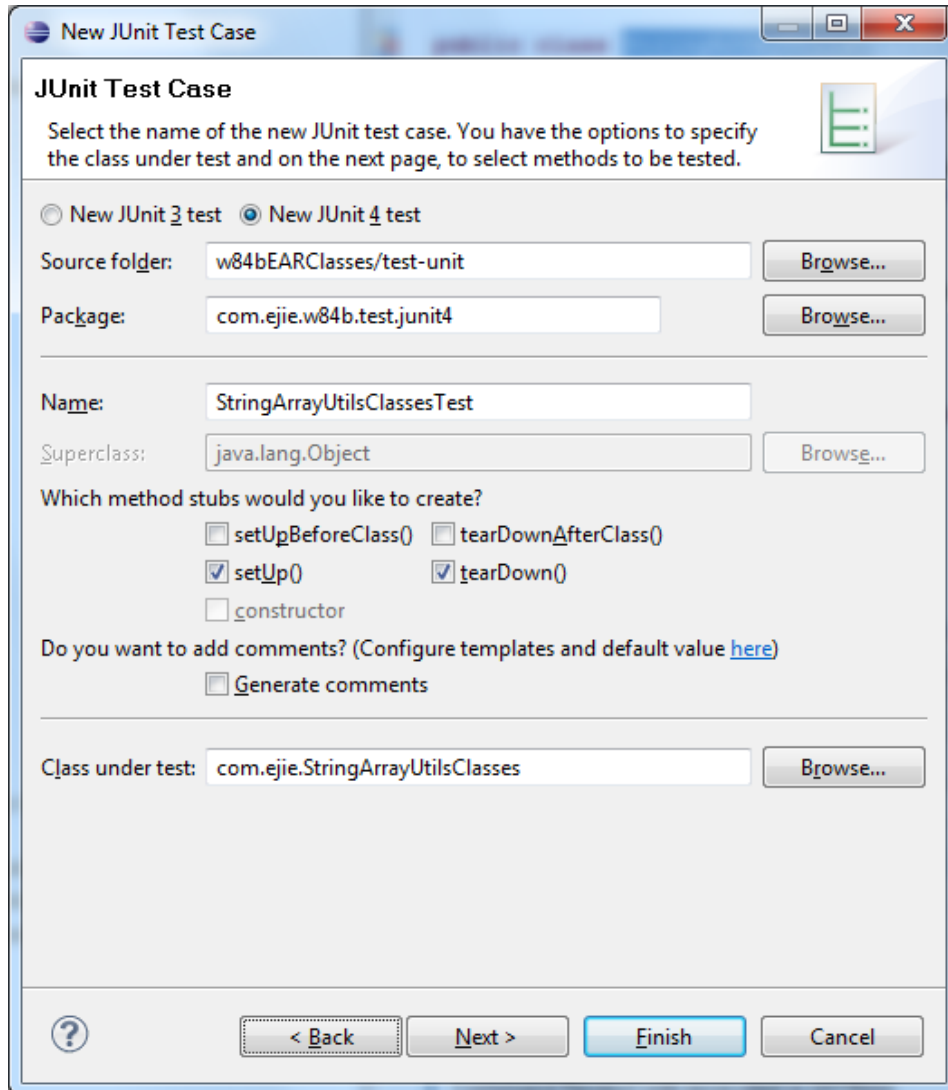 New JUnit Test Case
public class
JUnit Test Case
Select the name of the new JUnit test case. You have the options to specify
the class under test and on the next page, to select methods to be tested.
New JUnit 3 test New JUnit 4 test
Source folder: w84bEARClasses/test-unit Browse...
Package: com.ejie.w84b.test.junit4 Browse...
Name: StringArrayUtilsClassesTest
Superclass: java.lang.Object Browse...
Which method stubs would you like to create?
setUpBeforeClass() tearDownAfterClass()
setUp() tearDown()
constructor
Do you want to add comments? (Configure templates and default value here)
Generate comments
Class under test: com.ejie.StringArrayUtilsClasses Browse...
< Back Next > Finish Cancel